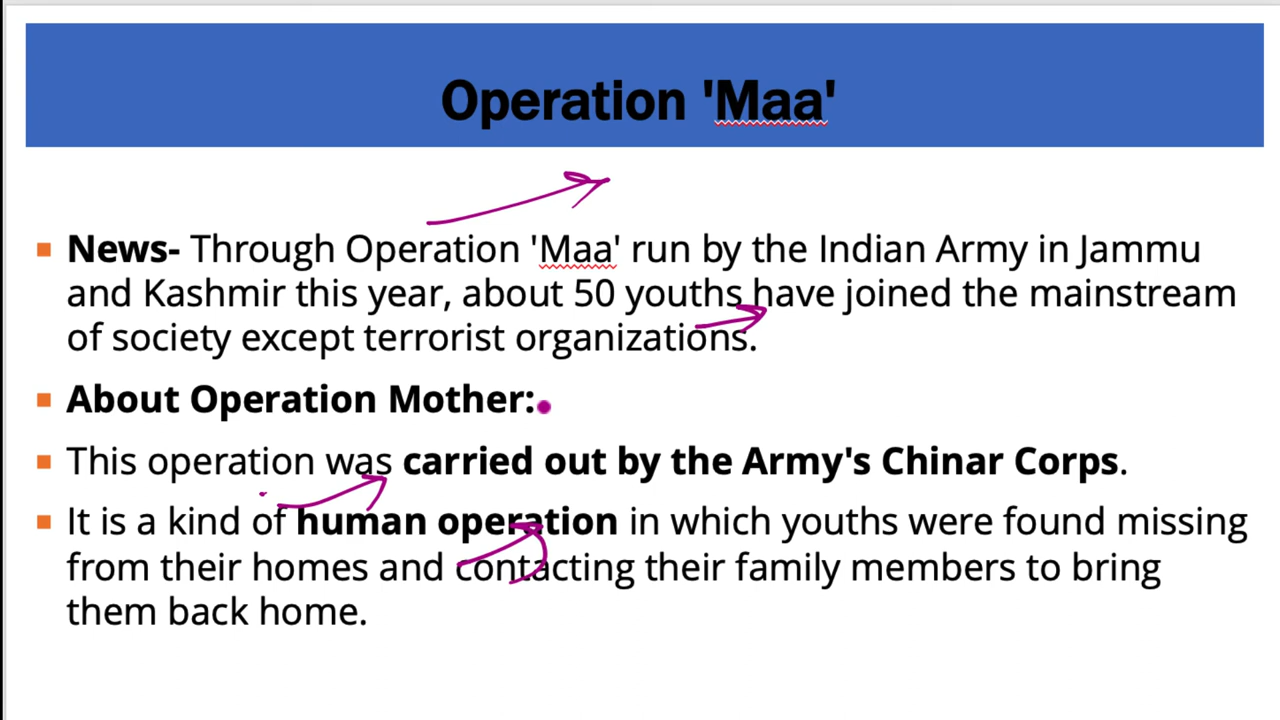 Operation 'Maa'
News- Through Operation 'Maa' run by the Indian Army in Jammu
and Kashmir this year, about 50 youths have joined the mainstream
of society except terrorist organizations.
About Operation Mother:
This operation was carried out by the Army's Chinar Corps.
It is a kind of human operation in which youths were found missing
from their homes and contacting their family members to bring
them back home.